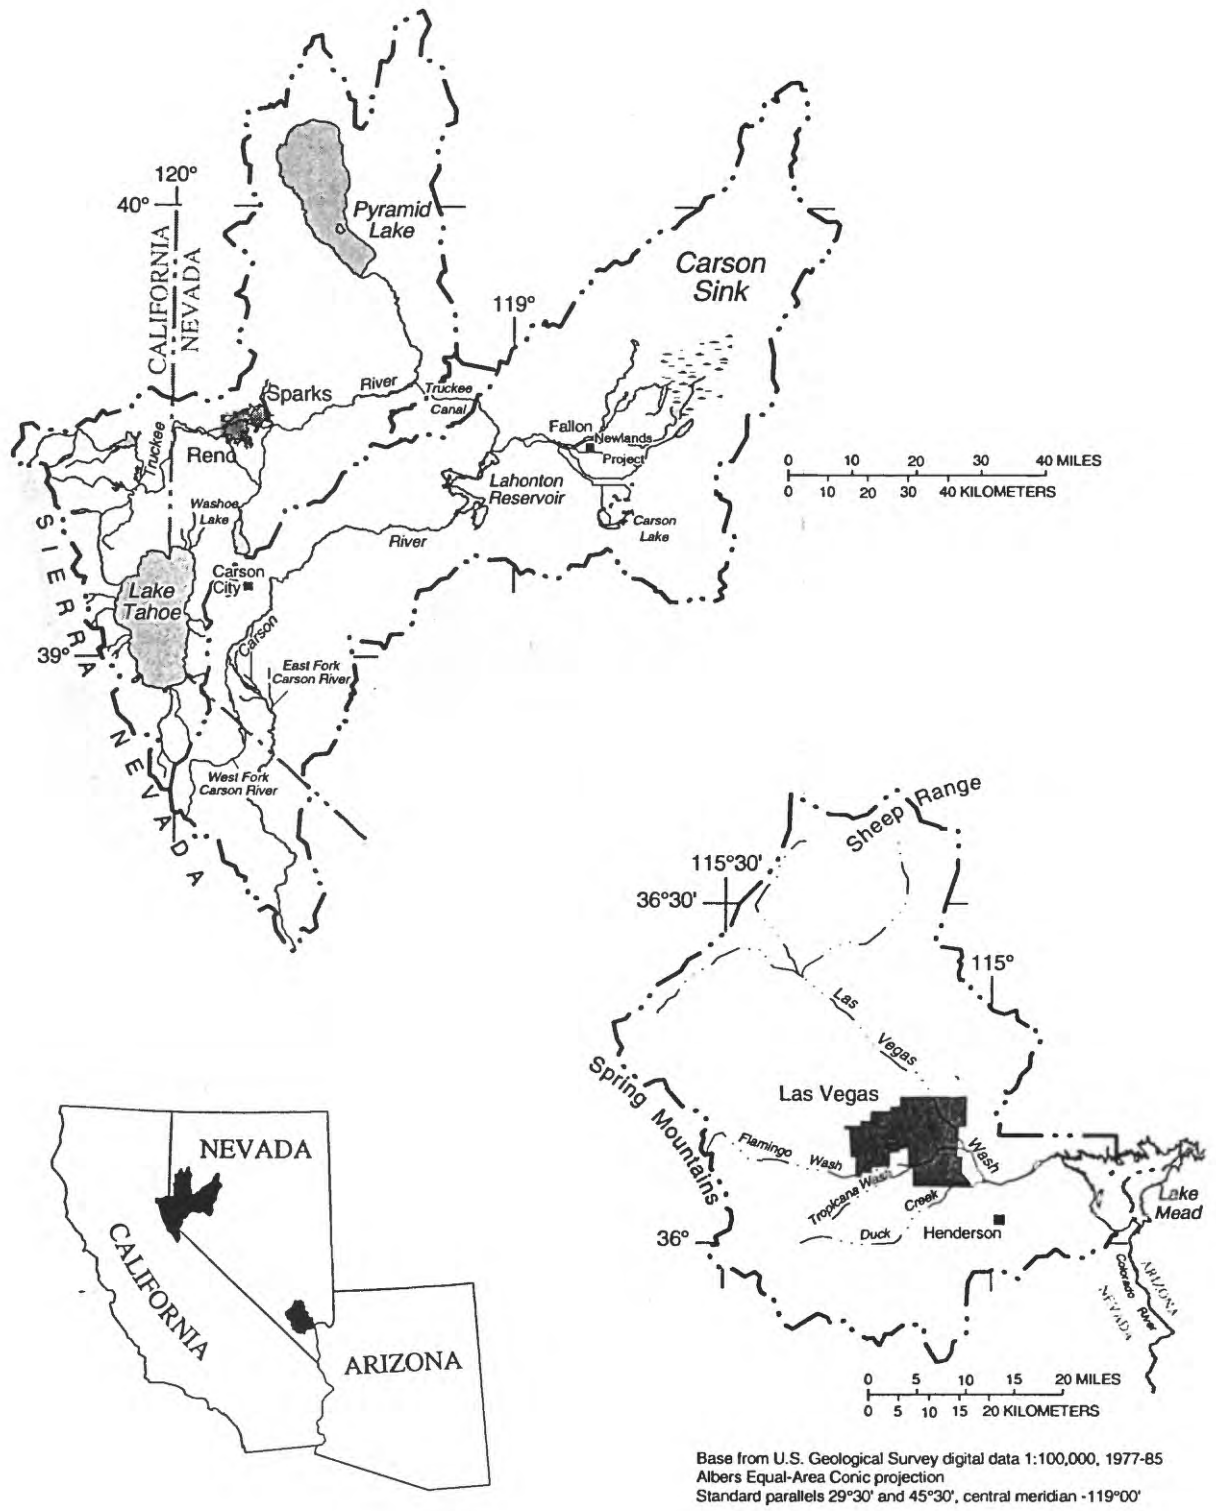 120°
40°
CALIFORNIA
NEVADA
Pyramid
Lake
Carson
Sink
119°
Sparks
River
Truckee
Canal
Truckee
Reno
Fallon
Newlands
Project
Lahonton
Reservoir
Carson
Lake
Washoe
Lake
River
0 10 20 30 40 MILES
0 10 20 30 40 KILOMETERS
Carson
City
Lake
Tahoe
39°
SIERRA NEVADA
Carson
East Fork
Carson River
West Fork
Carson River
Sheep Range
115°30'
36°30'
115°
Las
Vegas
Wash
Spring Mountains
Las Vegas
Flamingo Wash
Tropicana Wash
Duck Creek
Henderson
36°
Lake
Mead
Colorado River
ARIZONA
NEVADA
0 5 10 15 20 MILES
0 5 10 15 20 KILOMETERS
NEVADA
CALIFORNIA
ARIZONA
Base from U.S. Geological Survey digital data 1:100,000, 1977-85
Albers Equal-Area Conic projection
Standard parallels 29°30' and 45°30', central meridian -119°00'